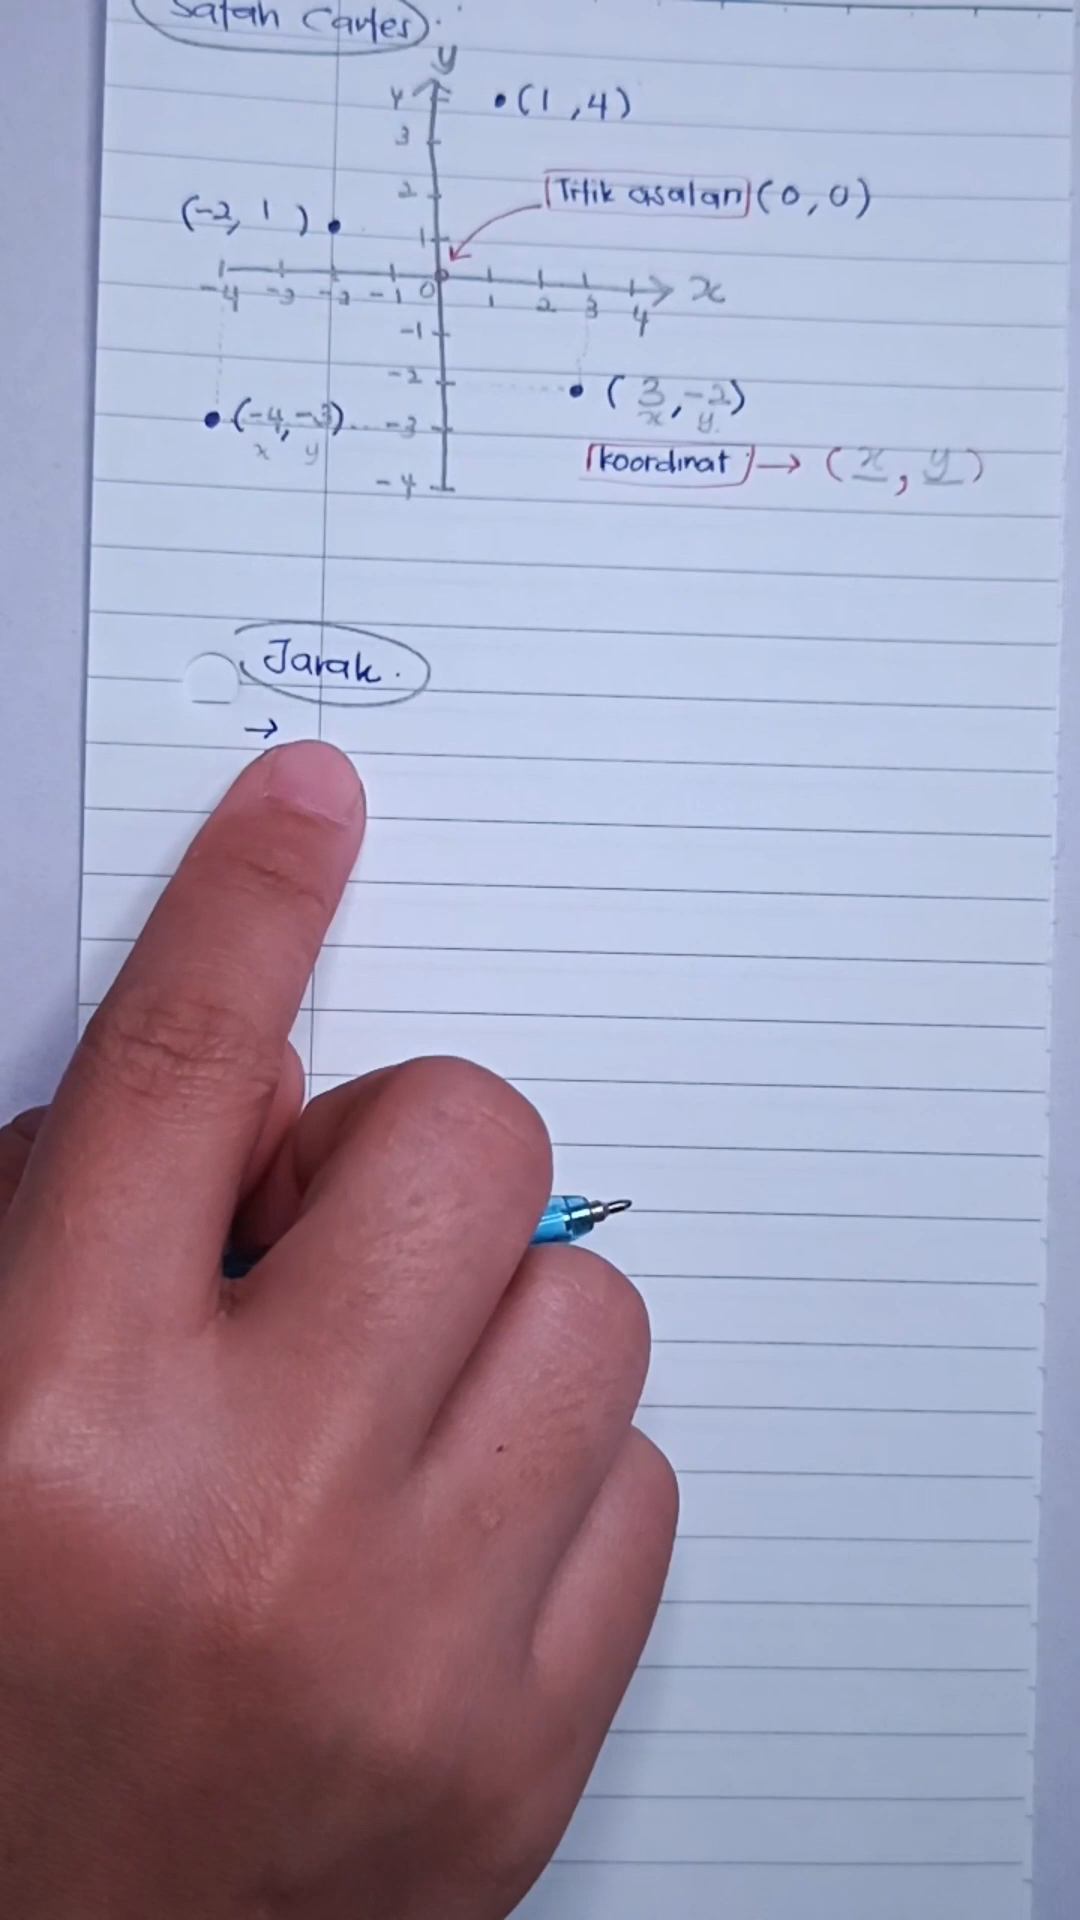 Satah Cartes
y
4 •(1, 4)
3
2 Titik asalan (0, 0)
(-2, 1) •
1
-4 -3 -2 -1 0 1 2 3 4 x
-1
-2 • (3, -2)
x y
• (-4, -3) -3
x y
koordinat → (x, y)
-4
Jarak.
→